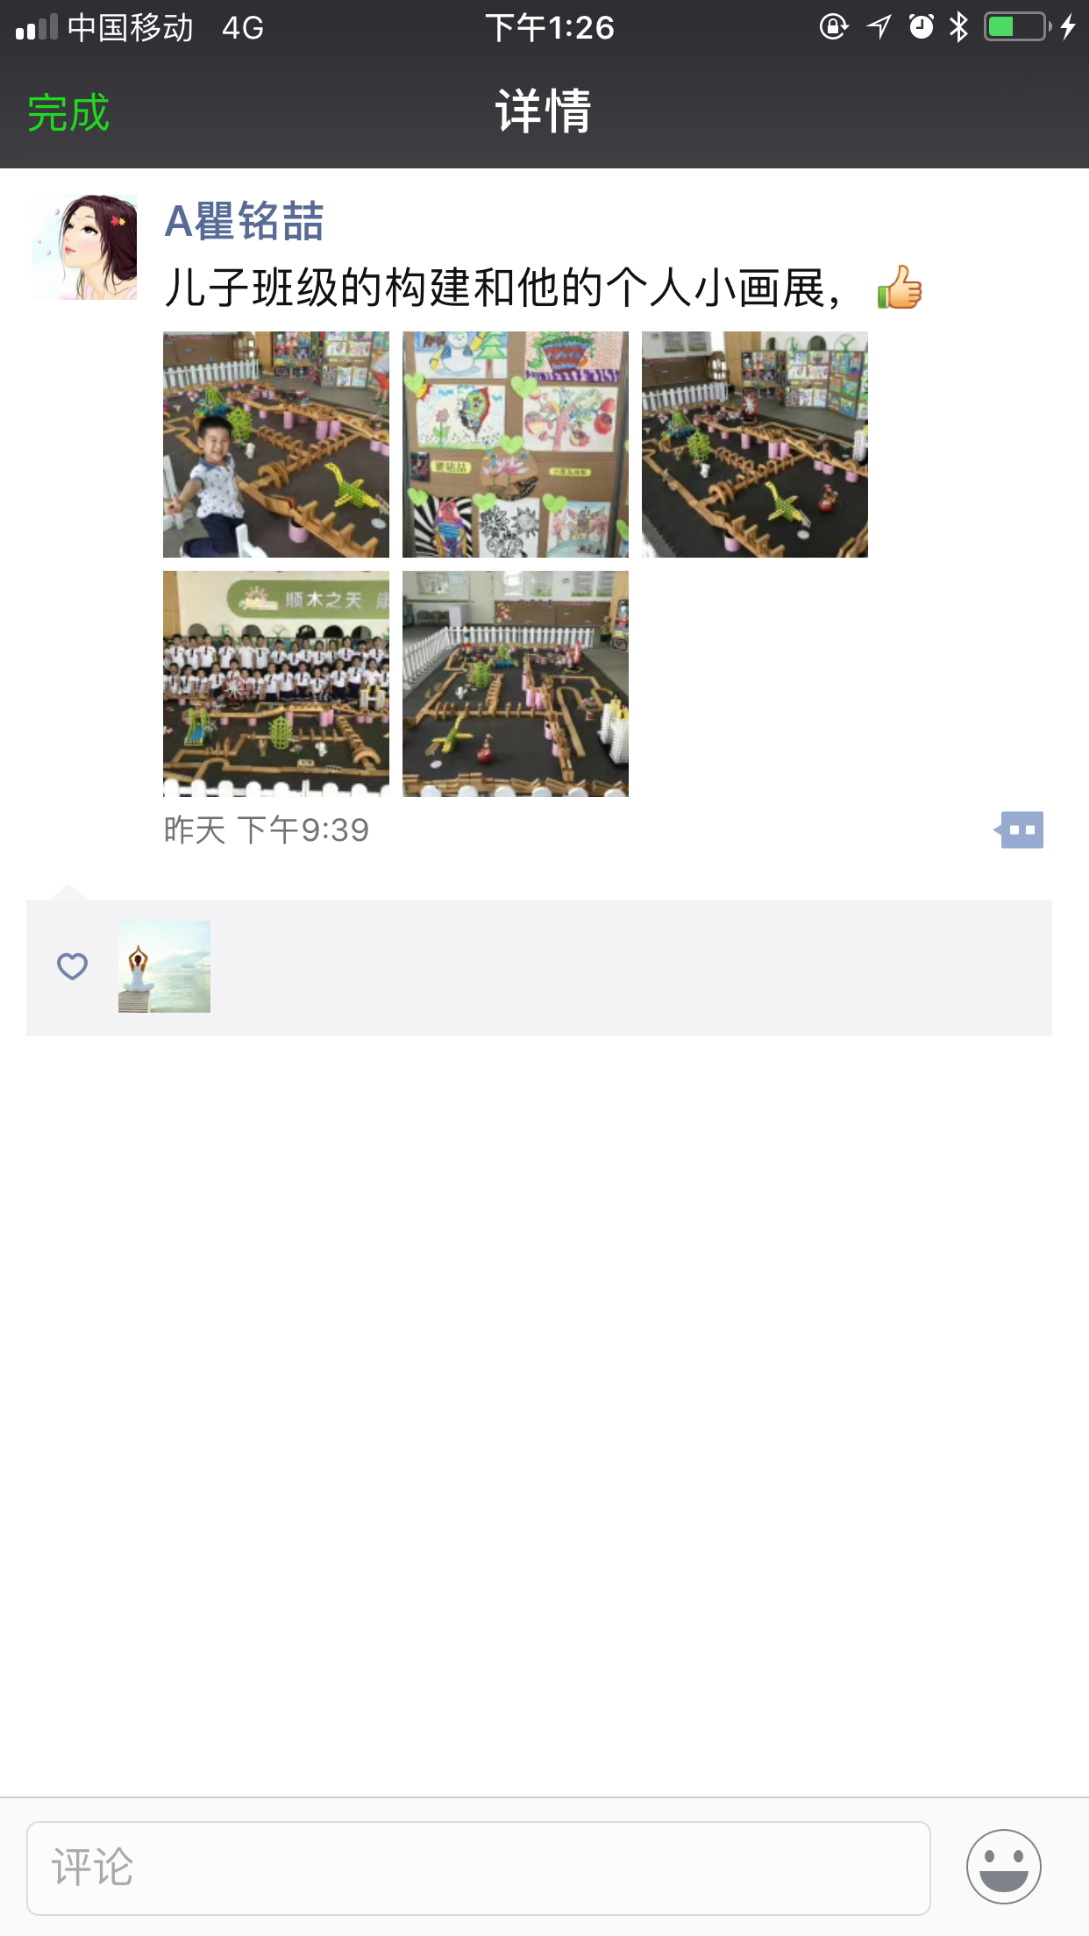 中国移动 4G 下午1:26
完成 详情
A瞿铭喆
儿子班级的构建和他的个人小画展，
顺木之天
昨天 下午9:39
评论